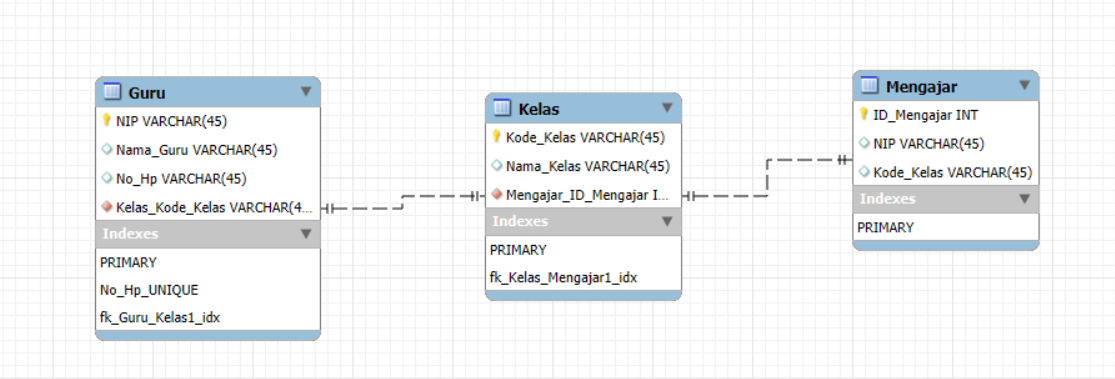 Guru
NIP VARCHAR(45)
Nama_Guru VARCHAR(45)
No_Hp VARCHAR(45)
Kelas_Kode_Kelas VARCHAR(4...
Indexes
PRIMARY
No_Hp_UNIQUE
fk_Guru_Kelas1_idx
Kelas
Kode_Kelas VARCHAR(45)
Nama_Kelas VARCHAR(45)
Mengajar_ID_Mengajar I...
Indexes
PRIMARY
fk_Kelas_Mengajar1_idx
Mengajar
ID_Mengajar INT
NIP VARCHAR(45)
Kode_Kelas VARCHAR(45)
Indexes
PRIMARY